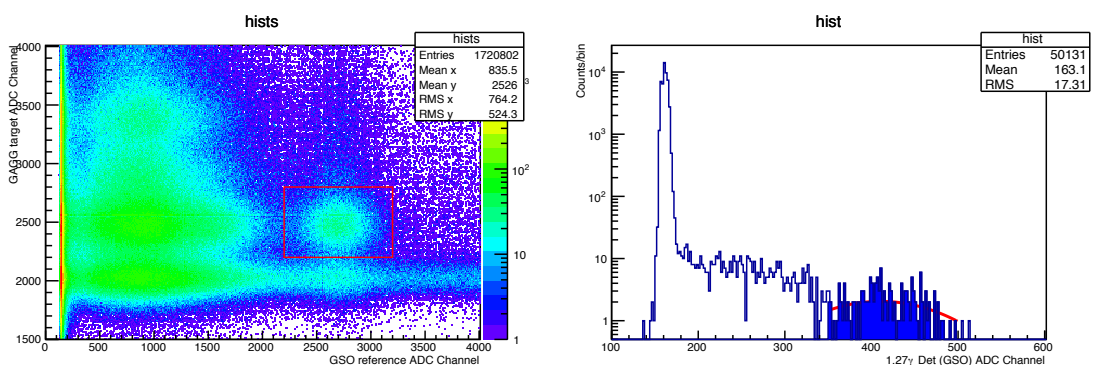 hists
hists
Entries 1720802
Mean x 835.5
Mean y 2526
RMS x 764.2
RMS y 524.3
GAGG target ADC Channel
4000
3500
3000
2500
2000
1500
0 500 1000 1500 2000 2500 3000 3500 4000
GSO reference ADC Channel
3
10²
10
1
hist
hist
Entries 50131
Mean 163.1
RMS 17.31
Counts/bin
10⁴
10³
10²
10
1
100 200 300 400 500 600
1.27γ Det (GSO) ADC Channel